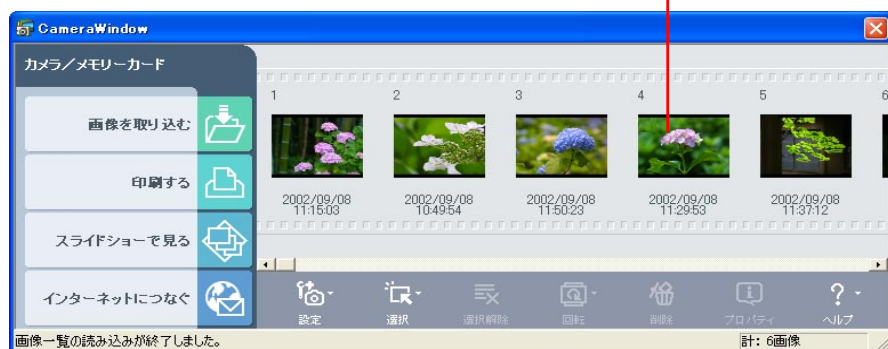 CameraWindow
カメラ／メモリーカード
画像を取り込む
印刷する
スライドショーで見る
インターネットにつなぐ
1 2 3 4 5 6
2002/09/08 2002/09/08 2002/09/08 2002/09/08 2002/09/08
11:15:03 10:49:54 11:50:23 11:29:53 11:37:12
設定 選択 選択解除 回転 削除 プロパティ ヘルプ
画像一覧の読み込みが終了しました。 計: 6画像